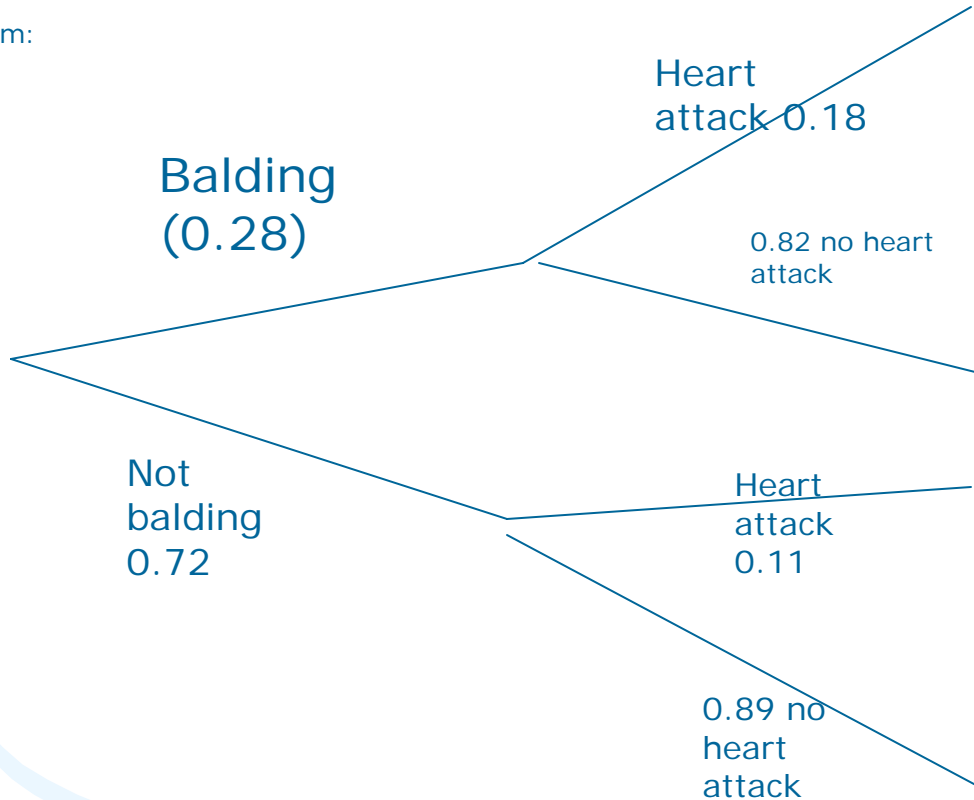 m:
Heart
attack 0.18
Balding
(0.28)
0.82 no heart
attack
Not
balding
0.72
Heart
attack
0.11
0.89 no
heart
attack